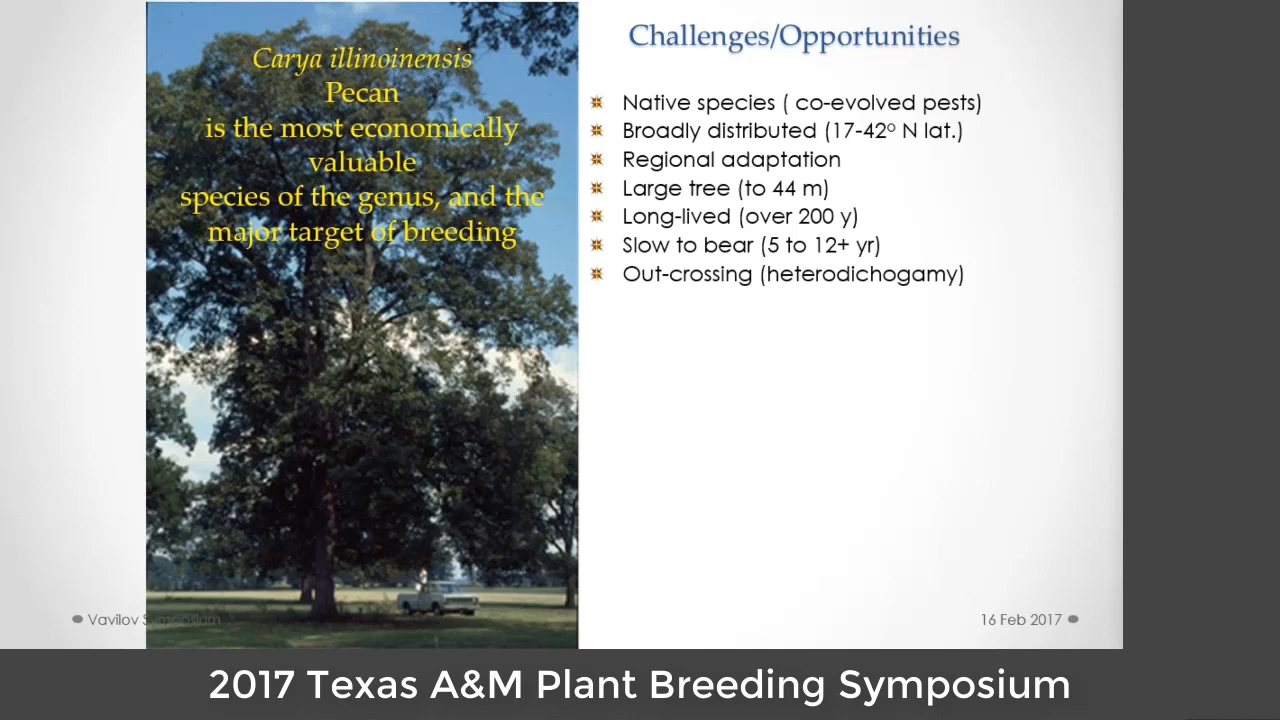 Carya illinoinensis
Pecan
is the most economically
valuable
species of the genus, and the
major target of breeding
Challenges/Opportunities
Native species ( co-evolved pests)
Broadly distributed (17-42º N lat.)
Regional adaptation
Large tree (to 44 m)
Long-lived (over 200 y)
Slow to bear (5 to 12+ yr)
Out-crossing (heterodichogamy)
Vavilov Symposium
16 Feb 2017
2017 Texas A&M Plant Breeding Symposium